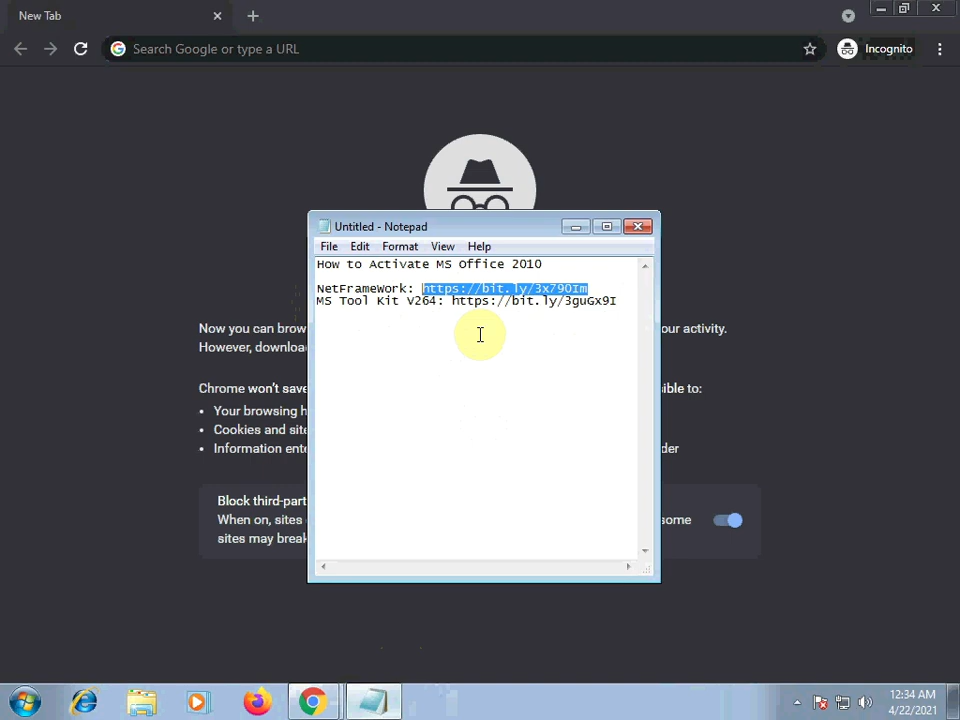 New Tab
Search Google or type a URL
Incognito
Untitled - Notepad
File Edit Format View Help
How to Activate MS Office 2010
NetFrameWork: https://bit.ly/3x79OIm
MS Tool Kit V264: https://bit.ly/3guGx9I
Now you can brow our activity.
However, downloa
Chrome won't save ible to:
• Your browsing h
• Cookies and site
• Information ente der
Block third-part
When on, sites some
sites may break
12:34 AM
4/22/2021